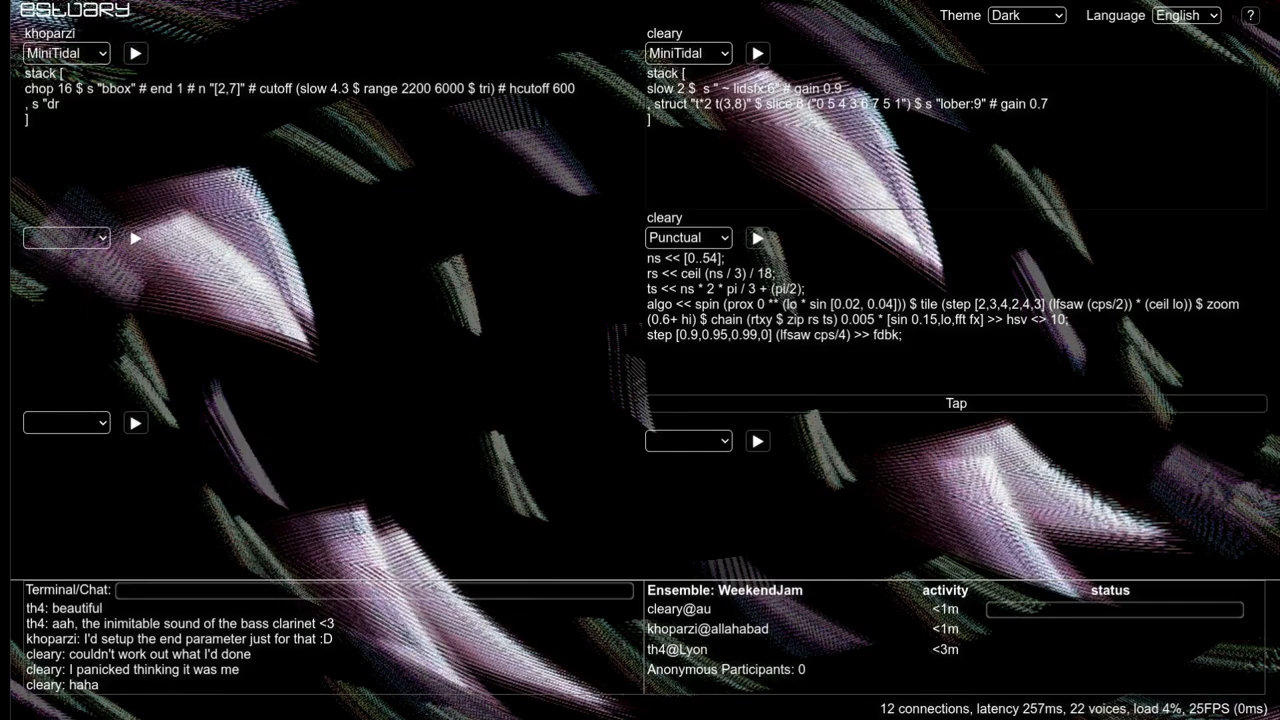 estuary
Theme Dark Language English ?
khoparzi
MiniTidal
stack [
chop 16 $ s "bbox" # end 1 # n "[2,7]" # cutoff (slow 4.3 $ range 2200 6000 $ tri) # hcutoff 600
, s "dr
]
cleary
MiniTidal
stack [
slow 2 $  s " ~ lidsfx:6" # gain 0.9
, struct "t*2 t(3,8)" $ slice 8 ("0 5 4 3 6 7 5 1") $ s "lober:9" # gain 0.7
]
cleary
Punctual
ns << [0..54];
rs << ceil (ns / 3) / 18;
ts << ns * 2 * pi / 3 + (pi/2);
algo << spin (prox 0 ** (lo * sin [0.02, 0.04])) $ tile (step [2,3,4,2,4,3] (lfsaw (cps/2)) * (ceil lo)) $ zoom
(0.6+ hi) $ chain (rtxy $ zip rs ts) 0.005 * [sin 0.15,lo,fft fx] >> hsv <> 10;
step [0.9,0.95,0.99,0] (lfsaw cps/4) >> fdbk;
Tap
Terminal/Chat:
th4: beautiful
th4: aah, the inimitable sound of the bass clarinet <3
khoparzi: I'd setup the end parameter just for that :D
cleary: couldn't work out what I'd done
cleary: I panicked thinking it was me
cleary: haha
Ensemble: WeekendJam activity status
cleary@au <1m
khoparzi@allahabad <1m
th4@Lyon <3m
Anonymous Participants: 0
12 connections, latency 257ms, 22 voices, load 4%, 25FPS (0ms)